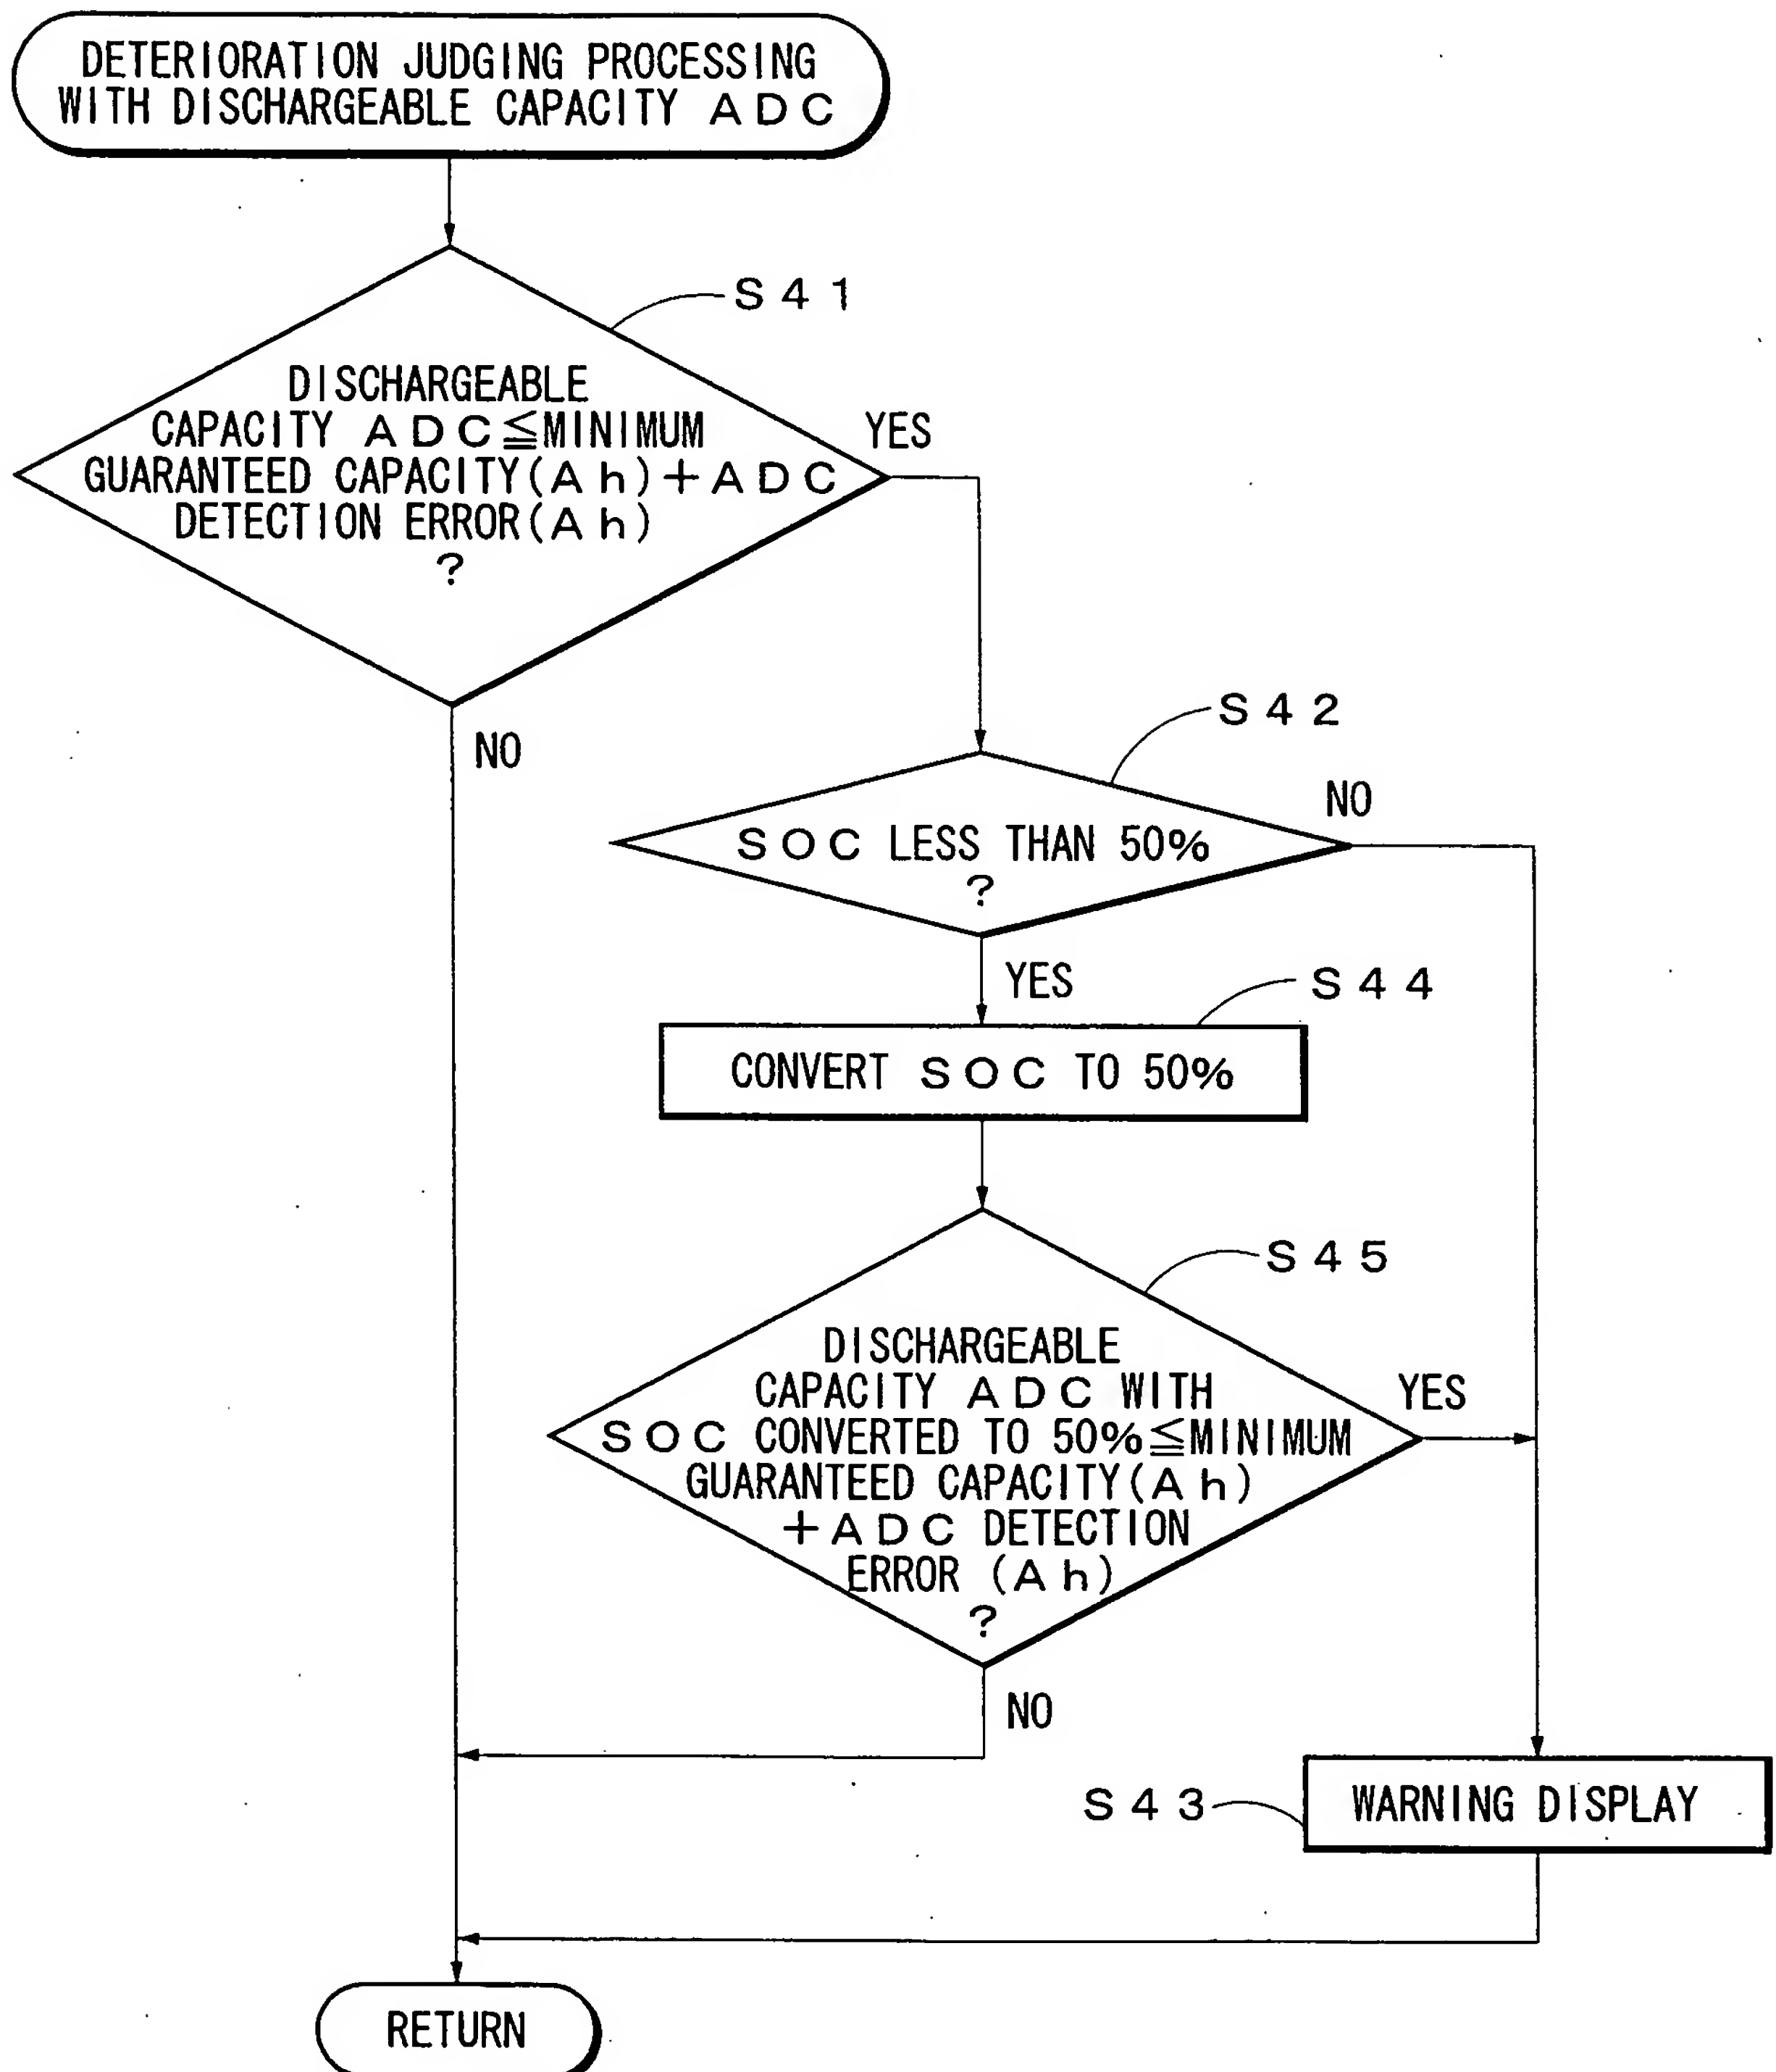 DETERIORATION JUDGING PROCESSING
WITH DISCHARGEABLE CAPACITY ADC
S41
DISCHARGEABLE
CAPACITY ADC≦MINIMUM
GUARANTEED CAPACITY(Ah)+ADC
DETECTION ERROR(Ah)
?
YES
NO
S42
SOC LESS THAN 50%
?
NO
YES
S44
CONVERT SOC TO 50%
S45
DISCHARGEABLE
CAPACITY ADC WITH
SOC CONVERTED TO 50%≦MINIMUM
GUARANTEED CAPACITY(Ah)
+ADC DETECTION
ERROR (Ah)
?
YES
NO
S43
WARNING DISPLAY
RETURN